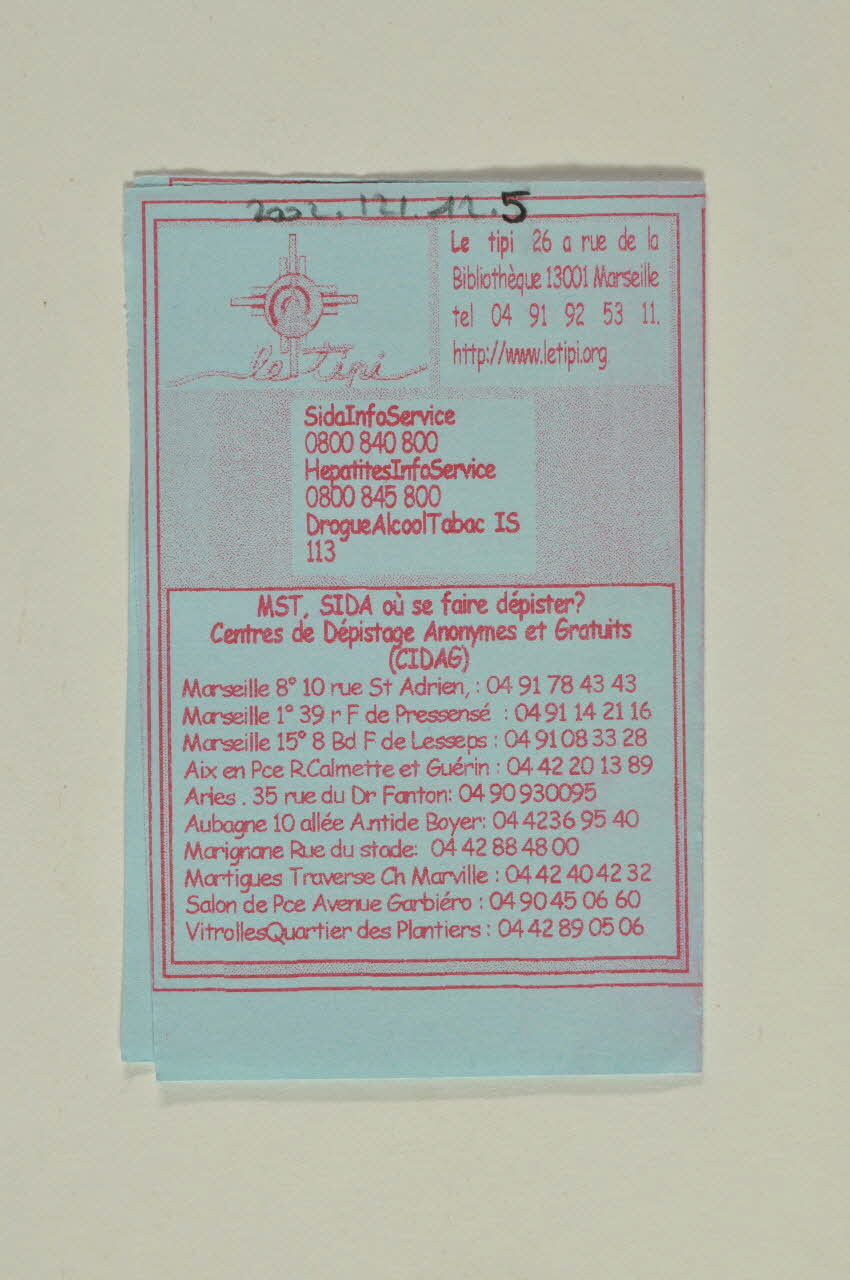 2002.121.12.5
le tipi
Le tipi 26 a rue de la
Bibliothèque 13001 Marseille
tel 04 91 92 53 11.
http://www.letipi.org
SidaInfoService
0800 840 800
HepatitesInfoService
0800 845 800
DrogueAlcoolTabac IS
113
MST, SIDA où se faire dépister?
Centres de Dépistage Anonymes et Gratuits
(CIDAG)
Marseille 8° 10 rue St Adrien, : 04 91 78 43 43
Marseille 1° 39 r F de Pressensé : 04 91 14 21 16
Marseille 15° 8 Bd F de Lesseps : 04 91 08 33 28
Aix en Pce R.Calmette et Guérin : 04 42 20 13 89
Arles . 35 rue du Dr Fanton: 04 90 930095
Aubagne 10 allée Antide Boyer: 04 4236 95 40
Marignane Rue du stade: 04 42 88 48 00
Martigues Traverse Ch Marville : 04 42 40 42 32
Salon de Pce Avenue Garbiéro : 04 90 45 06 60
VitrollesQuartier des Plantiers : 04 42 89 05 06